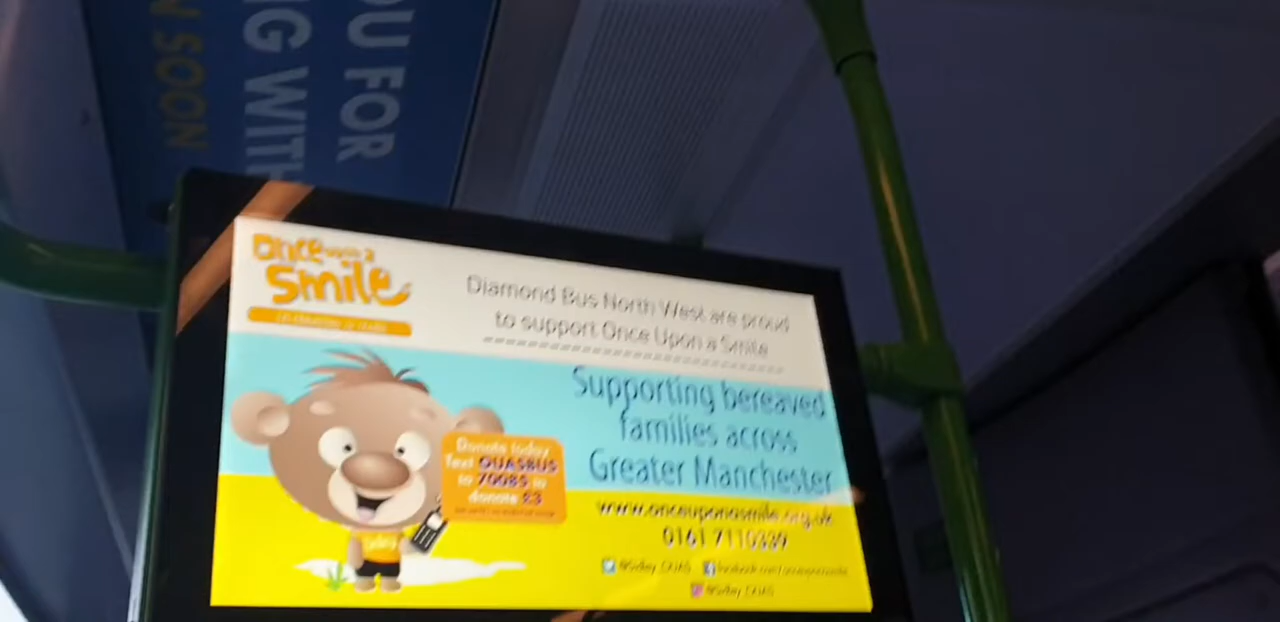 OU FOR
NG WITH
N SOON
Once Upon a
Smile
Diamond Bus North West are proud
to support Once Upon a Smile
Supporting bereaved
families across
Greater Manchester
Donate today
Text OUASBUS
to 70085 to
donate £3
www.onceuponasmile.org.uk
0161 7110339